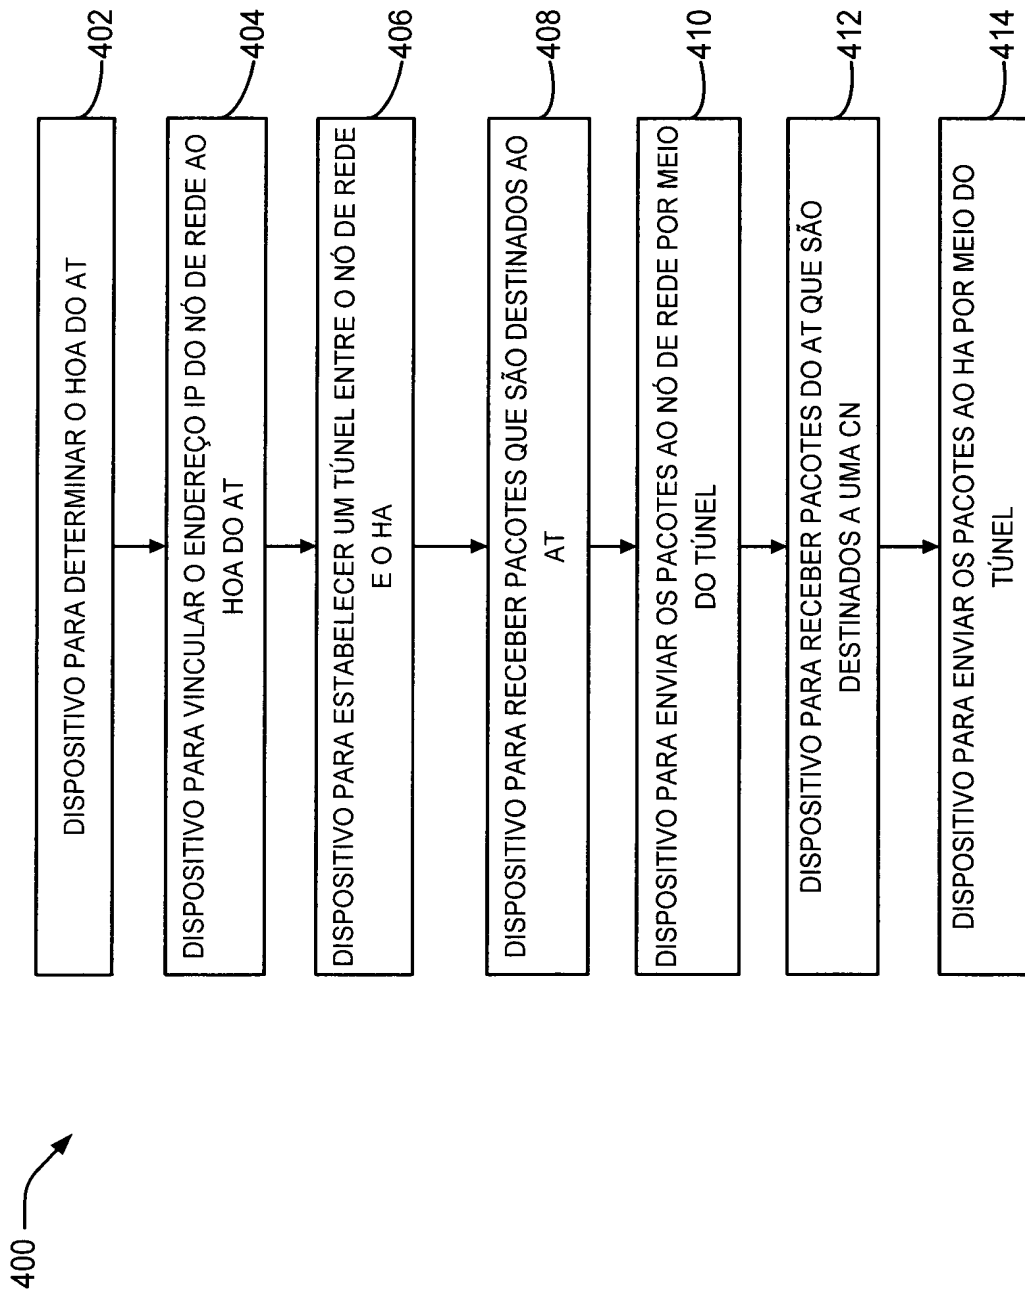 400
DISPOSITIVO PARA DETERMINAR O HOA DO AT
402
DISPOSITIVO PARA VINCULAR O ENDEREÇO IP DO NÓ DE REDE AO
HOA DO AT
404
DISPOSITIVO PARA ESTABELECER UM TÚNEL ENTRE O NÓ DE REDE
E O HA
406
DISPOSITIVO PARA RECEBER PACOTES QUE SÃO DESTINADOS AO
AT
408
DISPOSITIVO PARA ENVIAR OS PACOTES AO NÓ DE REDE POR MEIO
DO TÚNEL
410
DISPOSITIVO PARA RECEBER PACOTES DO AT QUE SÃO
DESTINADOS A UMA CN
412
DISPOSITIVO PARA ENVIAR OS PACOTES AO HA POR MEIO DO
TÚNEL
414